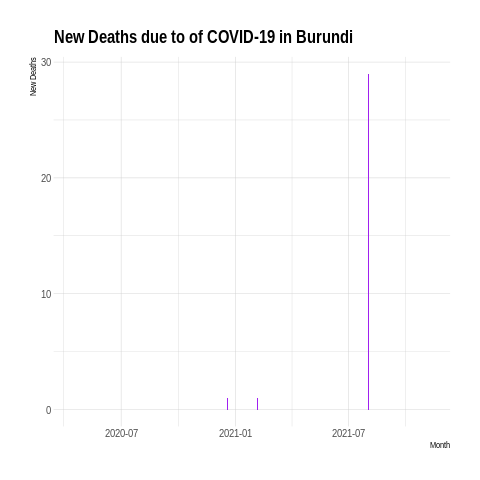 New Deaths due to of COVID-19 in Burundi
New Deaths
30
20
10
0
2020-07
2021-01
2021-07
Month